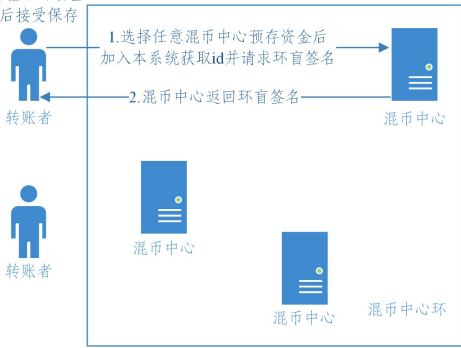 后接受保存
1.选择任意混币中心预存资金后
加入本系统获取id并请求环盲签名
2.混币中心返回环盲签名
转账者
混币中心
混币中心
转账者
混币中心
混币中心环